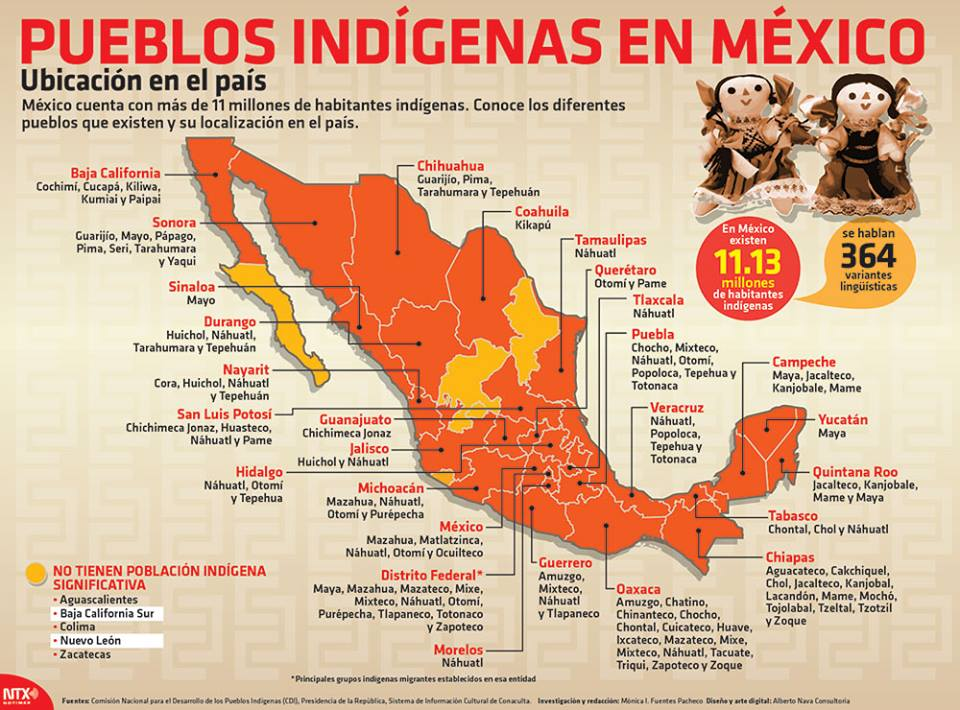 PUEBLOS INDÍGENAS EN MÉXICO
Ubicación en el país
México cuenta con más de 11 millones de habitantes indígenas. Conoce los diferentes
pueblos que existen y su localización en el país.
En México
existen
11.13
millones
de habitantes
indígenas
se hablan
364
variantes
lingüísticas
Baja California
Cochimí, Cucapá, Kiliwa,
Kumiai y Paipai
Sonora
Guarijío, Mayo, Pápago,
Pima, Seri, Tarahumara
y Yaqui
Sinaloa
Mayo
Durango
Huichol, Náhuatl,
Tarahumara y Tepehuán
Nayarit
Cora, Huichol, Náhuatl
y Tepehuán
San Luis Potosí
Chichimeca Jonaz, Huasteco,
Náhuatl y Pame
Guanajuato
Chichimeca Jonaz
Jalisco
Huichol y Náhuatl
Hidalgo
Náhuatl, Otomí
y Tepehua
Michoacán
Mazahua, Náhuatl,
Otomí y Purépecha
México
Mazahua, Matlatzinca,
Náhuatl, Otomí y Ocuilteco
Distrito Federal*
Maya, Mazahua, Mazateco, Mixe,
Mixteco, Náhuatl, Otomí,
Purépecha, Tlapaneco, Totonaco
y Zapoteco
Morelos
Náhuatl
Chihuahua
Guarijío, Pima,
Tarahumara y Tepehuán
Coahuila
Kikapú
Tamaulipas
Náhuatl
Querétaro
Otomí y Pame
Tlaxcala
Náhuatl
Puebla
Chocho, Mixteco,
Náhuatl, Otomí,
Popoloca, Tepehua y
Totonaca
Veracruz
Náhuatl,
Popoloca,
Tepehua y
Totonaca
Campeche
Maya, Jacalteco,
Kanjobale, Mame
Yucatán
Maya
Quintana Roo
Jacalteco, Kanjobale,
Mame y Maya
Tabasco
Chontal, Chol y Náhuatl
Chiapas
Aguacateco, Cakchiquel,
Chol, Jacalteco, Kanjobal,
Lacandón, Mame, Mochó,
Tojolabal, Tzeltal, Tzotzil
y Zoque
Guerrero
Amuzgo,
Mixteco,
Náhuatl
y Tlapaneco
Oaxaca
Amuzgo, Chatino,
Chinanteco, Chocho,
Chontal, Cuicateco, Huave,
Ixcateco, Mazateco, Mixe,
Mixteco, Náhuatl, Tacuate,
Triqui, Zapoteco y Zoque
NO TIENEN POBLACIÓN INDÍGENA
SIGNIFICATIVA
• Aguascalientes
• Baja California Sur
• Colima
• Nuevo León
• Zacatecas
*Principales grupos indígenas migrantes establecidos en esa entidad
NTX
NOTIMEX
Fuentes: Comisión Nacional para el Desarrollo de los Pueblos Indígenas (CDI), Presidencia de la República, Sistema de Información Cultural de Conaculta. Investigación y redacción: Mónica I. Fuentes Pacheco Diseño y arte digital: Alberto Nava Consultoria